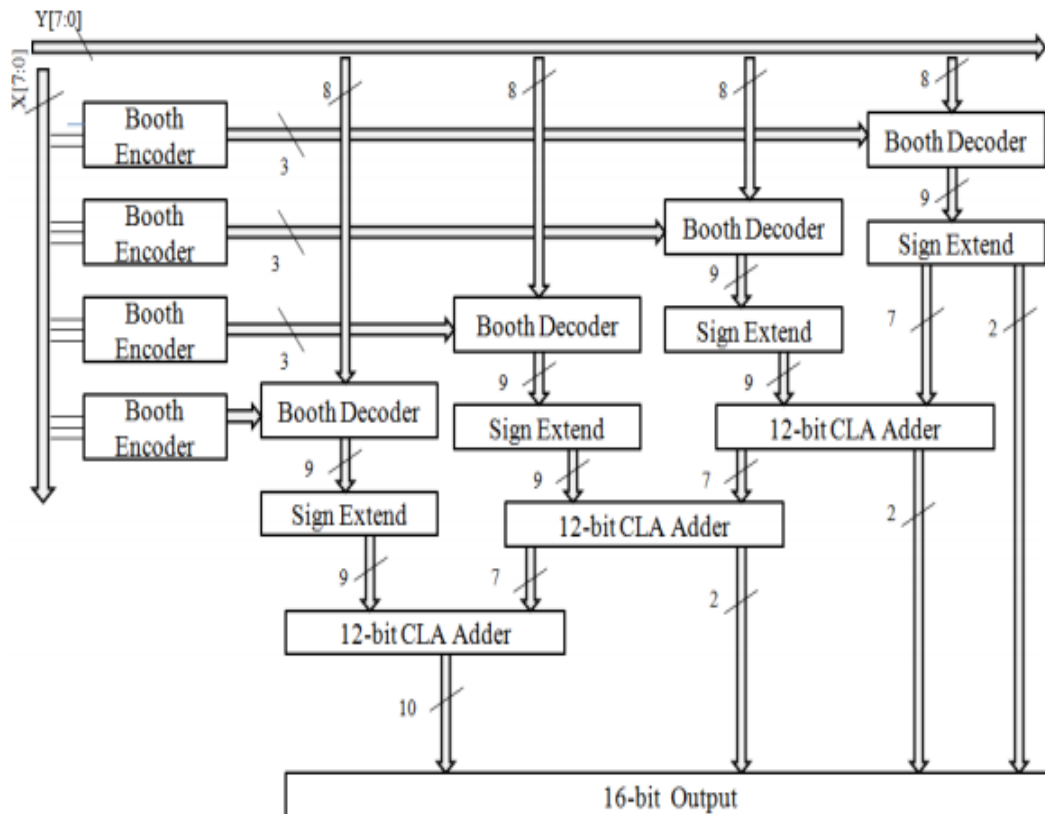 Y[7:0]
X[7:0]
8
8
8
8
Booth
Encoder
3
Booth Decoder
9
Booth
Encoder
3
Booth Decoder
9
Sign Extend
7
2
Booth
Encoder
3
Booth Decoder
9
Sign Extend
9
Booth
Encoder
Booth Decoder
9
Sign Extend
9
12-bit CLA Adder
7
2
Sign Extend
9
12-bit CLA Adder
7
2
12-bit CLA Adder
10
16-bit Output